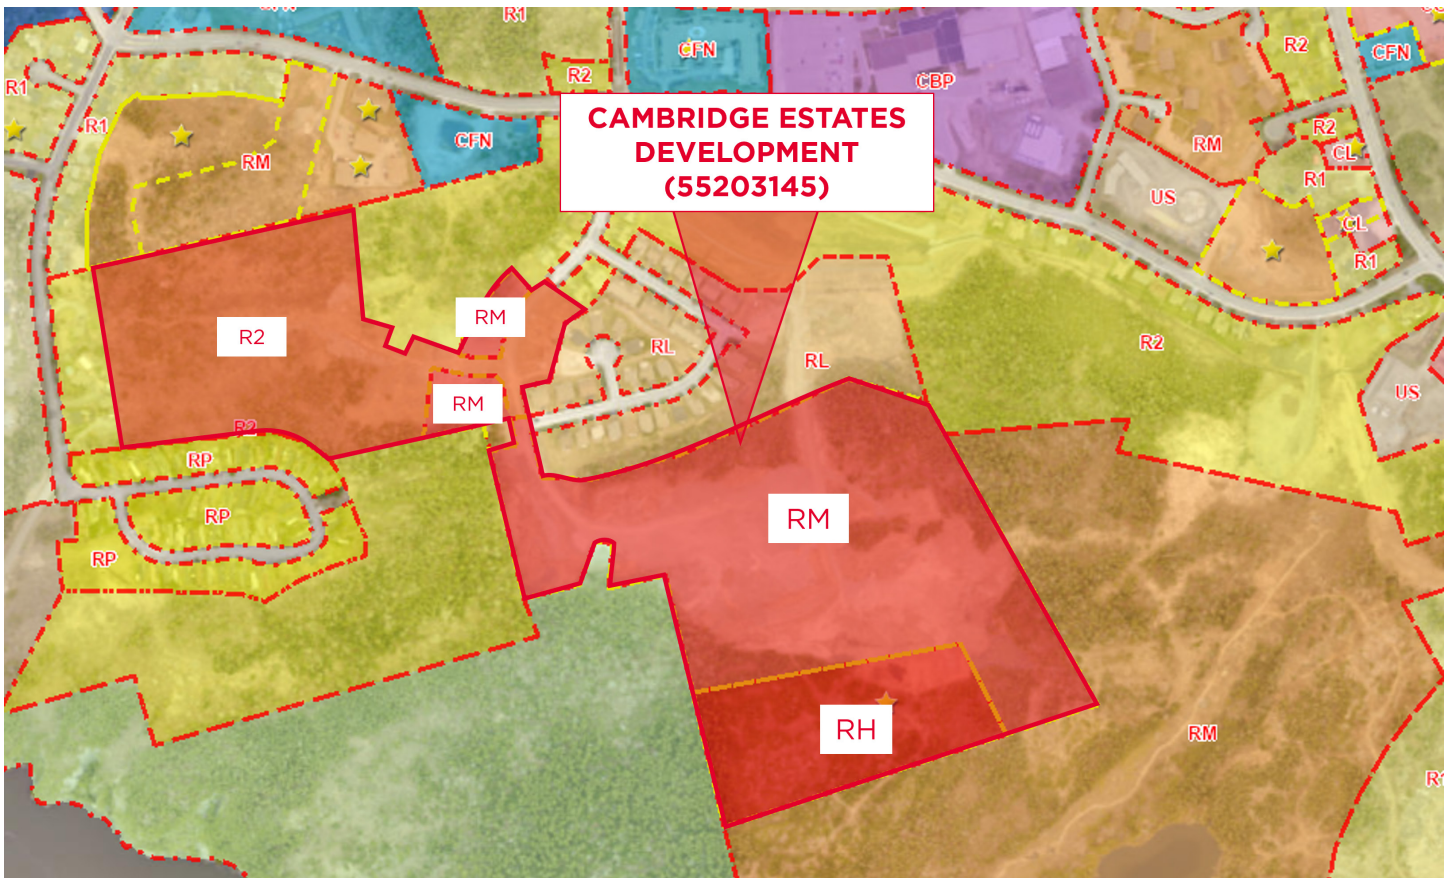 CFN
R1
R1
CFN
R2
CBP
R2
CFN
R1
RM
CFN
CAMBRIDGE ESTATES
DEVELOPMENT
(55203145)
RM
R2
CL
R1
US
CL
R1
R2
RM
RL
RL
R2
US
RM
R2
RP
RP
RP
RM
RH
RM
R1